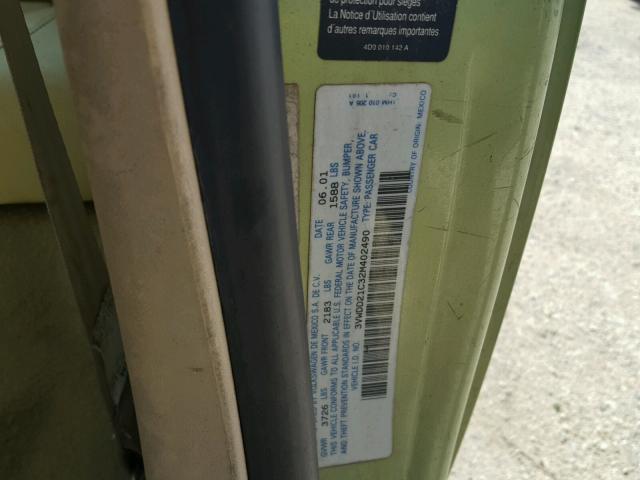 de protection pour sièges
La Notice d'Utilisation contient
d'autres remarques importantes
4D0 010 142 A
VOLKSWAGEN DE MEXICO S.A. DE C.V. DATE 06.01
GVWR 3726 LBS GAWR FRONT 2183 LBS GAWR REAR 1588 LBS
THIS VEHICLE CONFORMS TO ALL APPLICABLE U.S. FEDERAL MOTOR VEHICLE SAFETY, BUMPER,
AND THEFT PREVENTION STANDARDS IN EFFECT ON THE DATE OF MANUFACTURE SHOWN ABOVE.
VEHICLE I.D. NO. 3VWDD21C32M402490 TYPE: PASSENGER CAR
COUNTRY OF ORIGIN: MEXICO
1HM 010 205 A